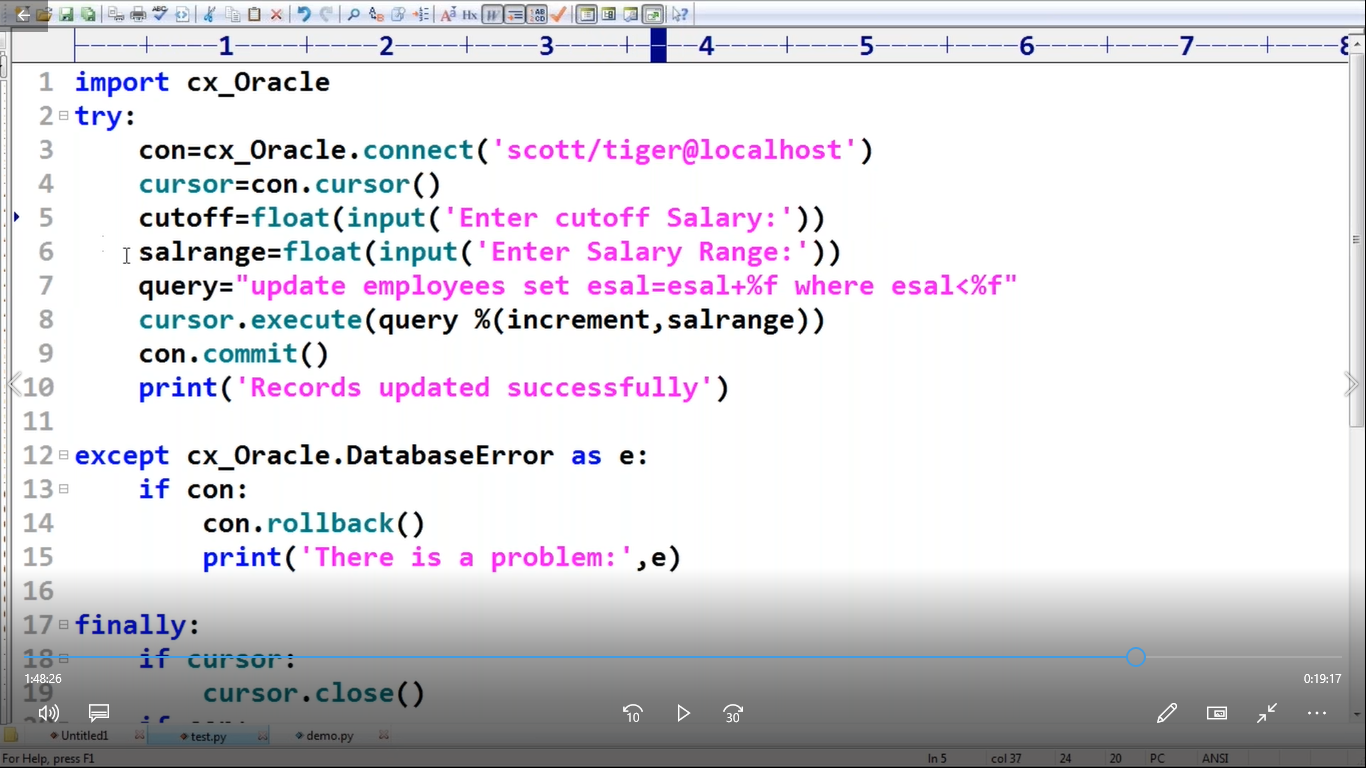 1 2 3 4 5 6 7 8
1 import cx_Oracle
2 try:
3 con=cx_Oracle.connect('scott/tiger@localhost')
4 cursor=con.cursor()
5 cutoff=float(input('Enter cutoff Salary:'))
6 salrange=float(input('Enter Salary Range:'))
7 query="update employees set esal=esal+%f where esal<%f"
8 cursor.execute(query %(increment,salrange))
9 con.commit()
10 print('Records updated successfully')
11
12 except cx_Oracle.DatabaseError as e:
13 if con:
14 con.rollback()
15 print('There is a problem:',e)
16
17 finally:
18 if cursor:
1:48:26 0:19:17
19 cursor.close()
10 30
Untitled1 test.py demo.py
For Help, press F1 ln 5 col 37 24 20 PC ANSI